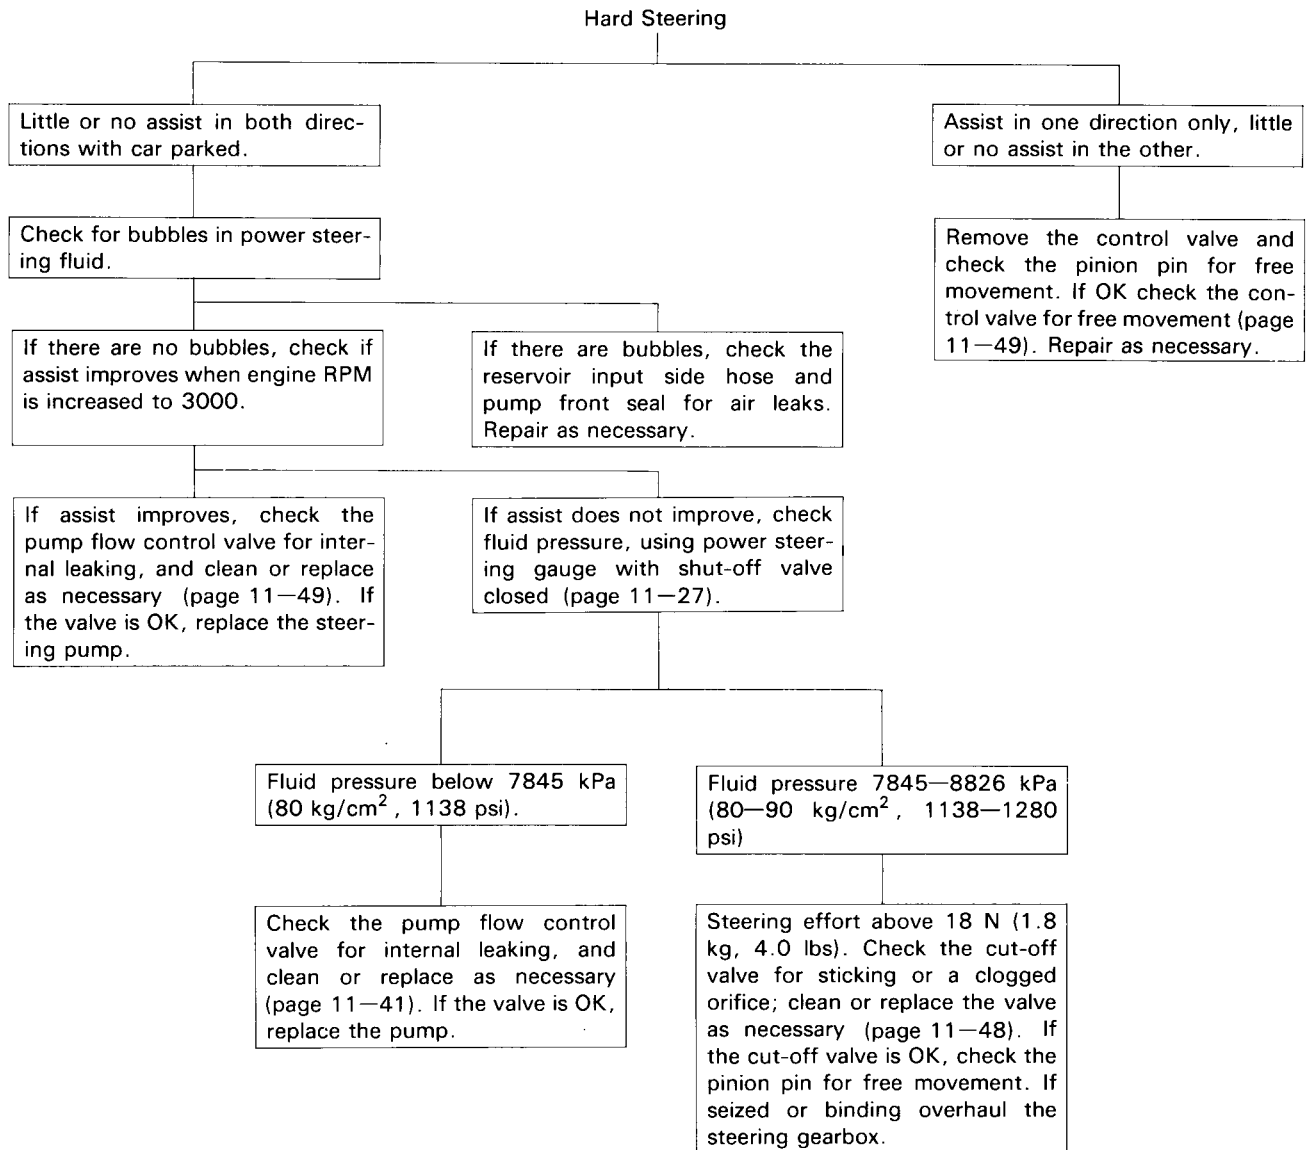 Hard Steering
Little or no assist in both direc-
tions with car parked.
Assist in one direction only, little
or no assist in the other.
Check for bubbles in power steer-
ing fluid.
Remove the control valve and
check the pinion pin for free
movement. If OK check the con-
trol valve for free movement (page
11—49). Repair as necessary.
If there are no bubbles, check if
assist improves when engine RPM
is increased to 3000.
If there are bubbles, check the
reservoir input side hose and
pump front seal for air leaks.
Repair as necessary.
If assist improves, check the
pump flow control valve for inter-
nal leaking, and clean or replace
as necessary (page 11—49). If
the valve is OK, replace the steer-
ing pump.
If assist does not improve, check
fluid pressure, using power steer-
ing gauge with shut-off valve
closed (page 11—27).
Fluid pressure below 7845 kPa
(80 kg/cm², 1138 psi).
Fluid pressure 7845—8826 kPa
(80—90 kg/cm², 1138—1280
psi)
Check the pump flow control
valve for internal leaking, and
clean or replace as necessary
(page 11—41). If the valve is OK,
replace the pump.
Steering effort above 18 N (1.8
kg, 4.0 lbs). Check the cut-off
valve for sticking or a clogged
orifice; clean or replace the valve
as necessary (page 11—48). If
the cut-off valve is OK, check the
pinion pin for free movement. If
seized or binding overhaul the
steering gearbox.